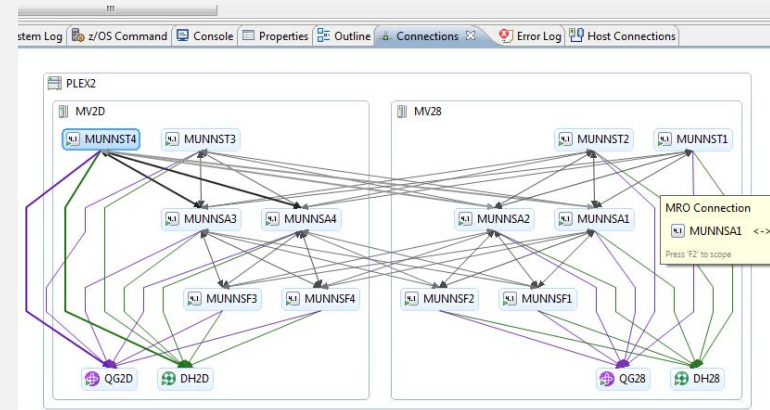 stem Log z/OS Command Console Properties Outline Connections Error Log Host Connections
PLEX2
MV2D MV28
MUNNST4 MUNNST3 MUNNST2 MUNNST1
MRO Connection
MUNNSA3 MUNNSA4 MUNNSA2 MUNNSA1 MUNNSA1 <->
Press 'F2' to scope
MUNNSF3 MUNNSF4 MUNNSF2 MUNNSF1
QG2D DH2D QG28 DH28